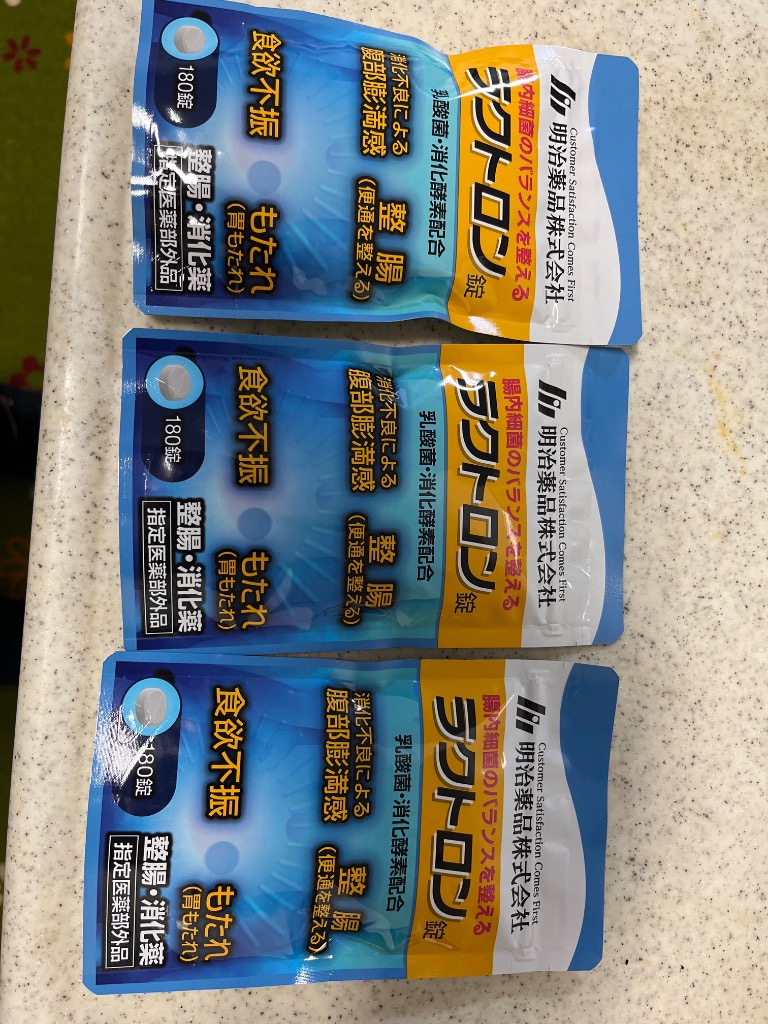 Customer Satisfaction Comes First
明治薬品株式会社
腸内細菌のバランスを整える
ラクトロン錠
乳酸菌・消化酵素配合
消化不良による
腹部膨満感
整腸
(便通を整える)
食欲不振
もたれ
(胃もたれ)
180錠
整腸・消化薬
指定医薬部外品
Customer Satisfaction Comes First
明治薬品株式会社
腸内細菌のバランスを整える
ラクトロン錠
乳酸菌・消化酵素配合
消化不良による
腹部膨満感
整腸
(便通を整える)
食欲不振
もたれ
(胃もたれ)
180錠
整腸・消化薬
指定医薬部外品
Customer Satisfaction Comes First
明治薬品株式会社
腸内細菌のバランスを整える
ラクトロン錠
乳酸菌・消化酵素配合
消化不良による
腹部膨満感
整腸
(便通を整える)
食欲不振
もたれ
(胃もたれ)
180錠
整腸・消化薬
指定医薬部外品